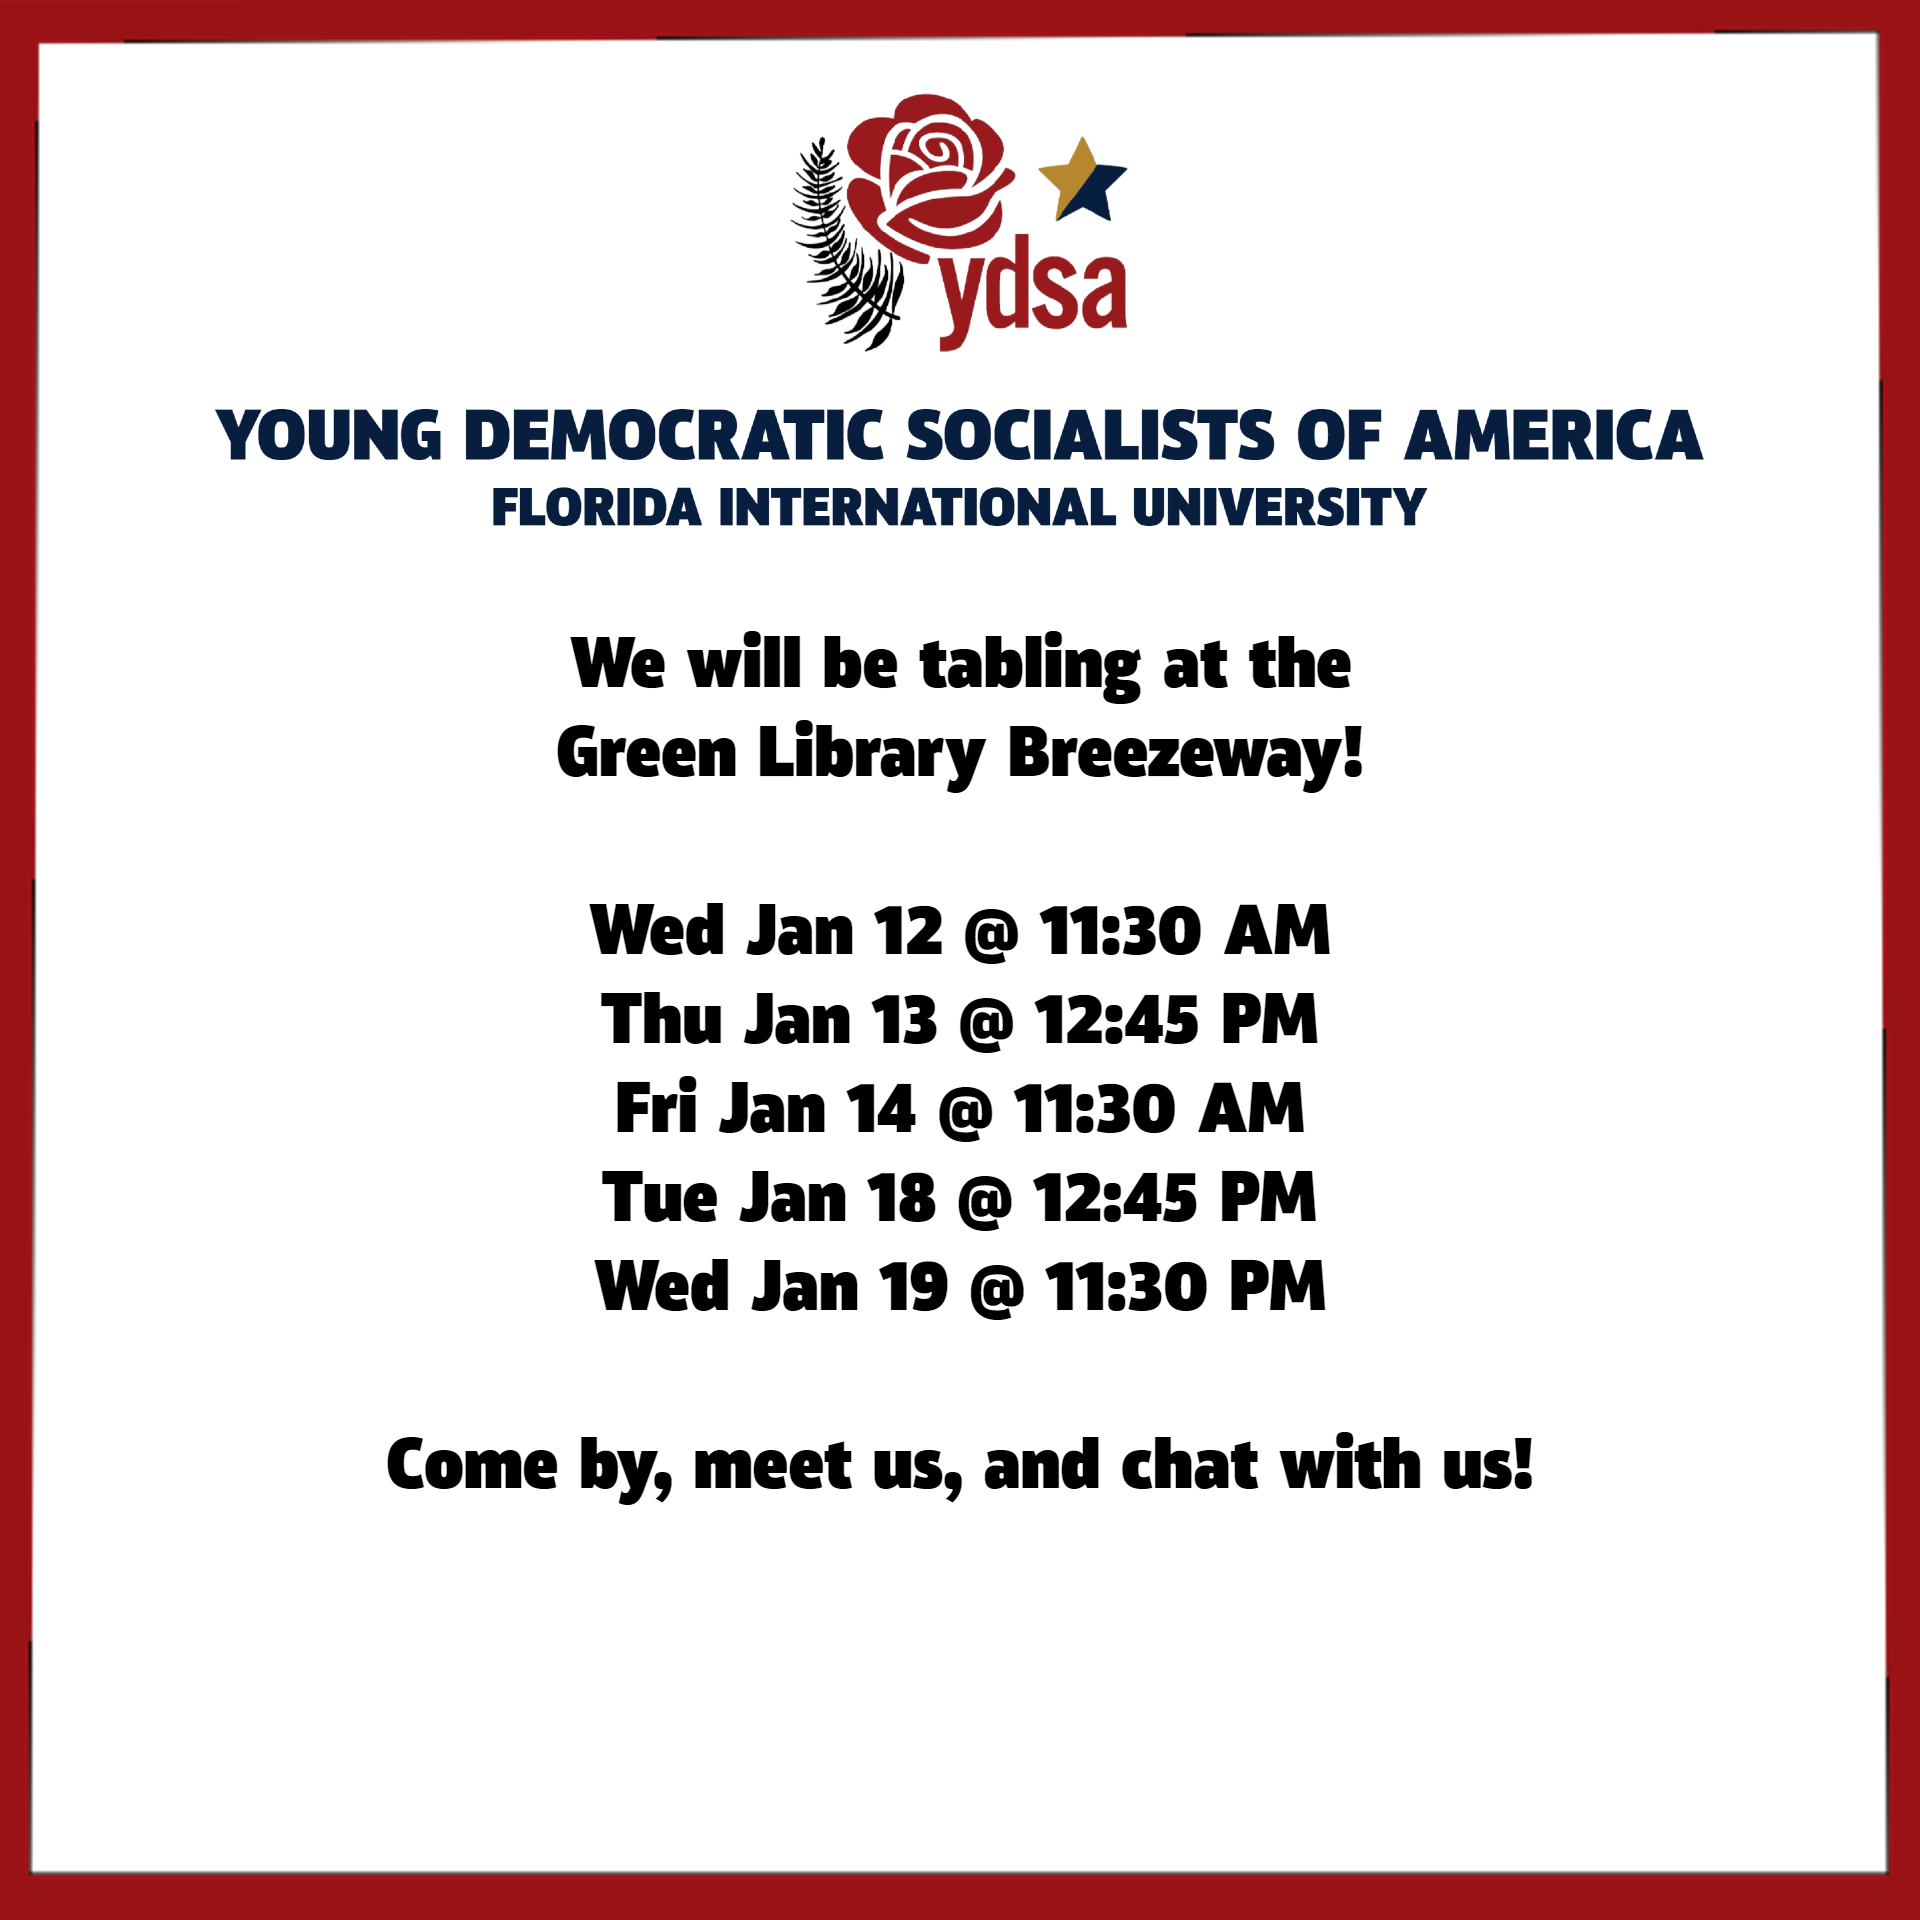 ydsa
YOUNG DEMOCRATIC SOCIALISTS OF AMERICA
FLORIDA INTERNATIONAL UNIVERSITY
We will be tabling at the
Green Library Breezeway!
Wed Jan 12 @ 11:30 AM
Thu Jan 13 @ 12:45 PM
Fri Jan 14 @ 11:30 AM
Tue Jan 18 @ 12:45 PM
Wed Jan 19 @ 11:30 PM
Come by, meet us, and chat with us!